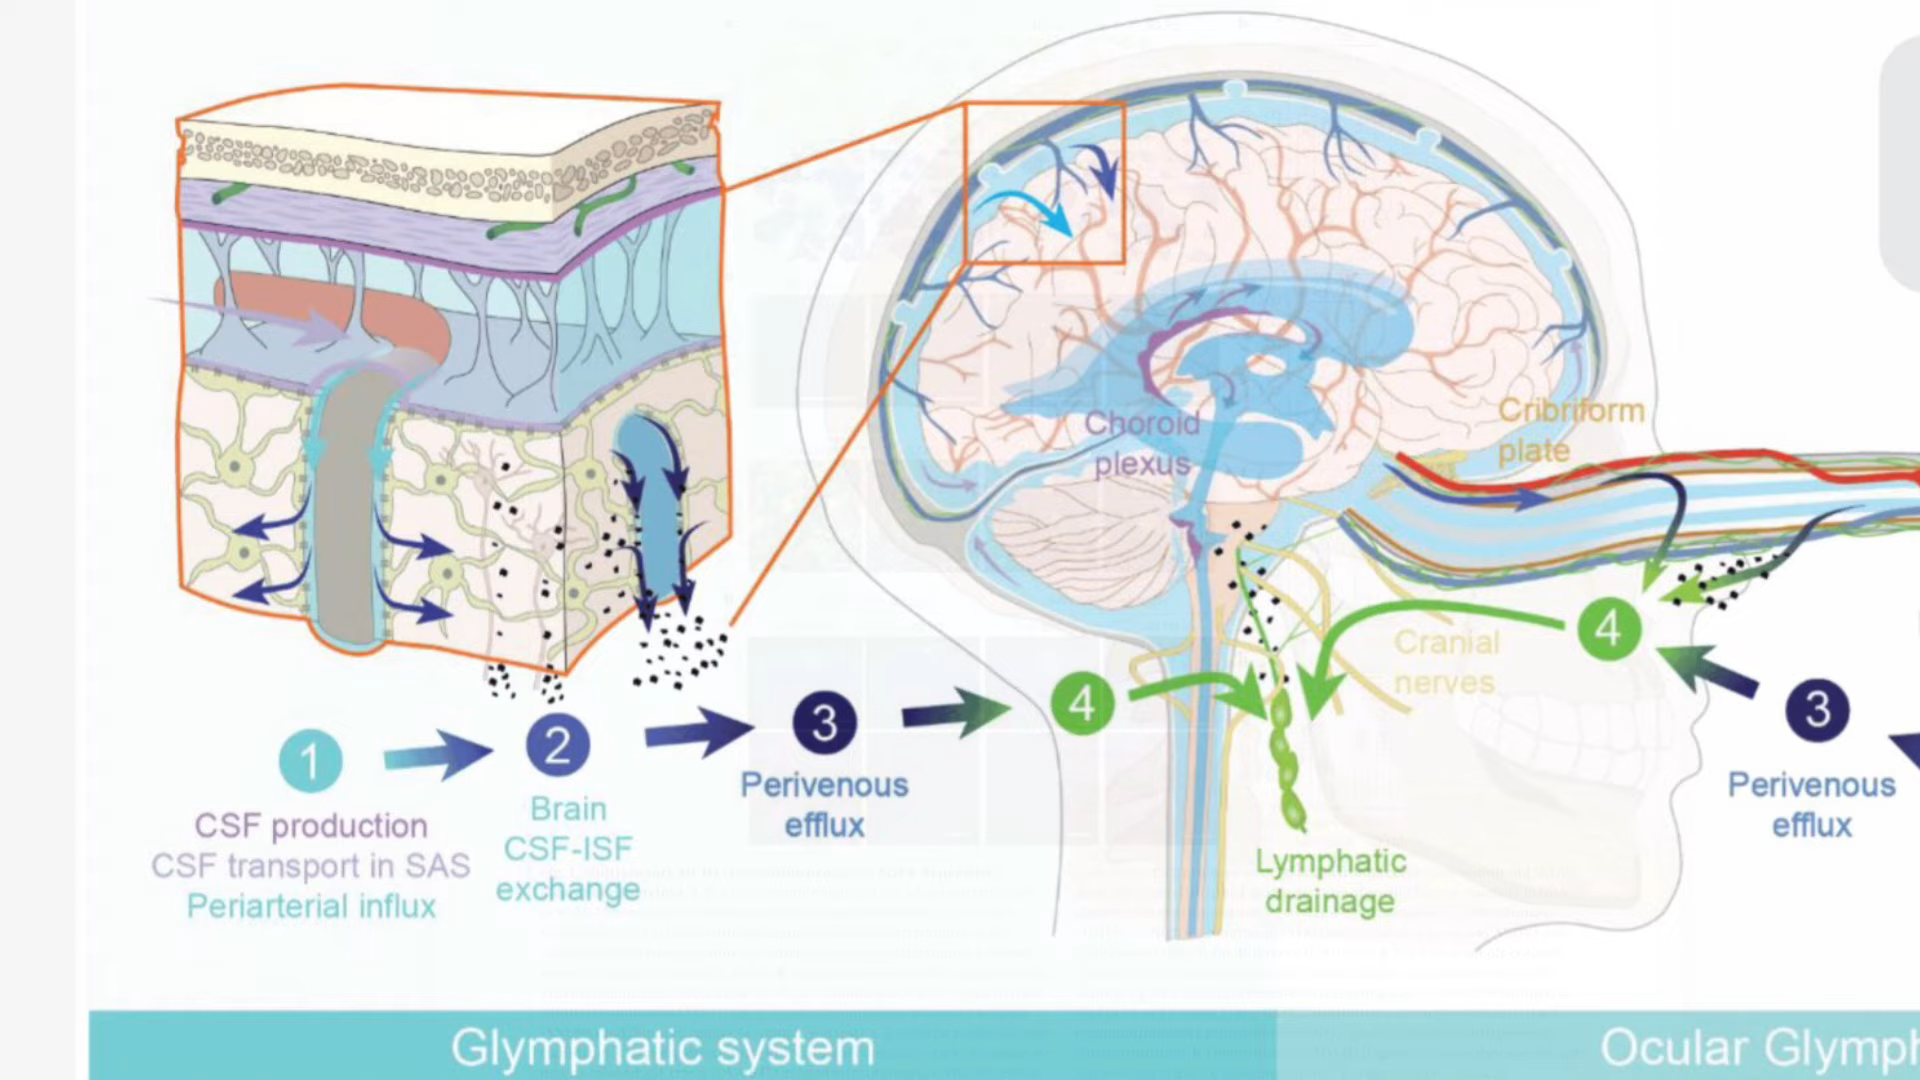 Choroid
plexus
Cribriform
plate
Cranial
nerves
4
4
3
1
2
3
Perivenous
efflux
Brain
CSF-ISF
exchange
Perivenous
efflux
CSF production
CSF transport in SAS
Periarterial influx
Lymphatic
drainage
Glymphatic system
Ocular